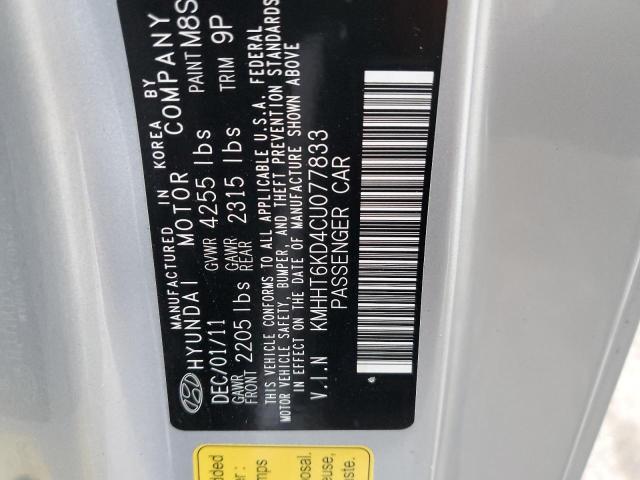 MANUFACTURED IN KOREA BY
HYUNDAI MOTOR COMPANY
DEC/01/11 GVWR 4255 lbs PAINT M8S
GAWR FRONT 2205 lbs GAWR REAR 2315 lbs TRIM 9P
THIS VEHICLE CONFORMS TO ALL APPLICABLE U.S.A. FEDERAL
MOTOR VEHICLE SAFETY, BUMPER, AND THEFT PREVENTION STANDARDS
IN EFFECT ON THE DATE OF MANUFACTURE SHOWN ABOVE
V.I.N KMHHT6KD4CU077833
PASSENGER CAR